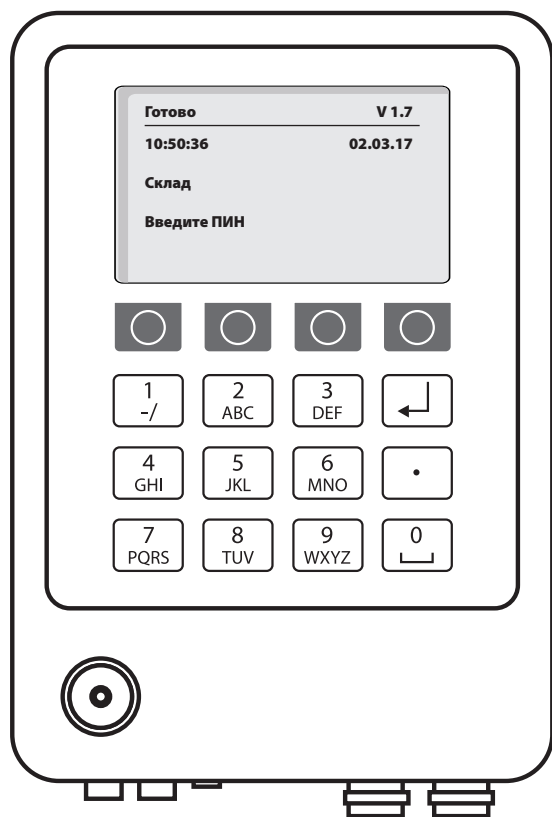 Готово V 1.7
10:50:36 02.03.17
Склад
Введите ПИН
1 2 3
-/ ABC DEF
4 5 6 .
GHI JKL MNO
7 8 9 0
PQRS TUV WXYZ